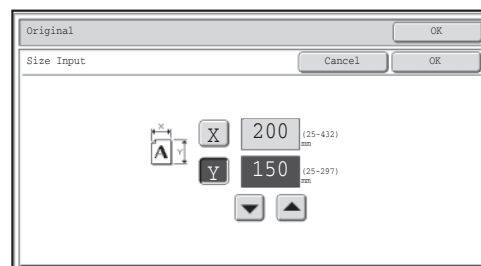 Original OK
Size Input Cancel OK
X
A Y
X 200 (25-432)
mm
Y 150 (25-297)
mm